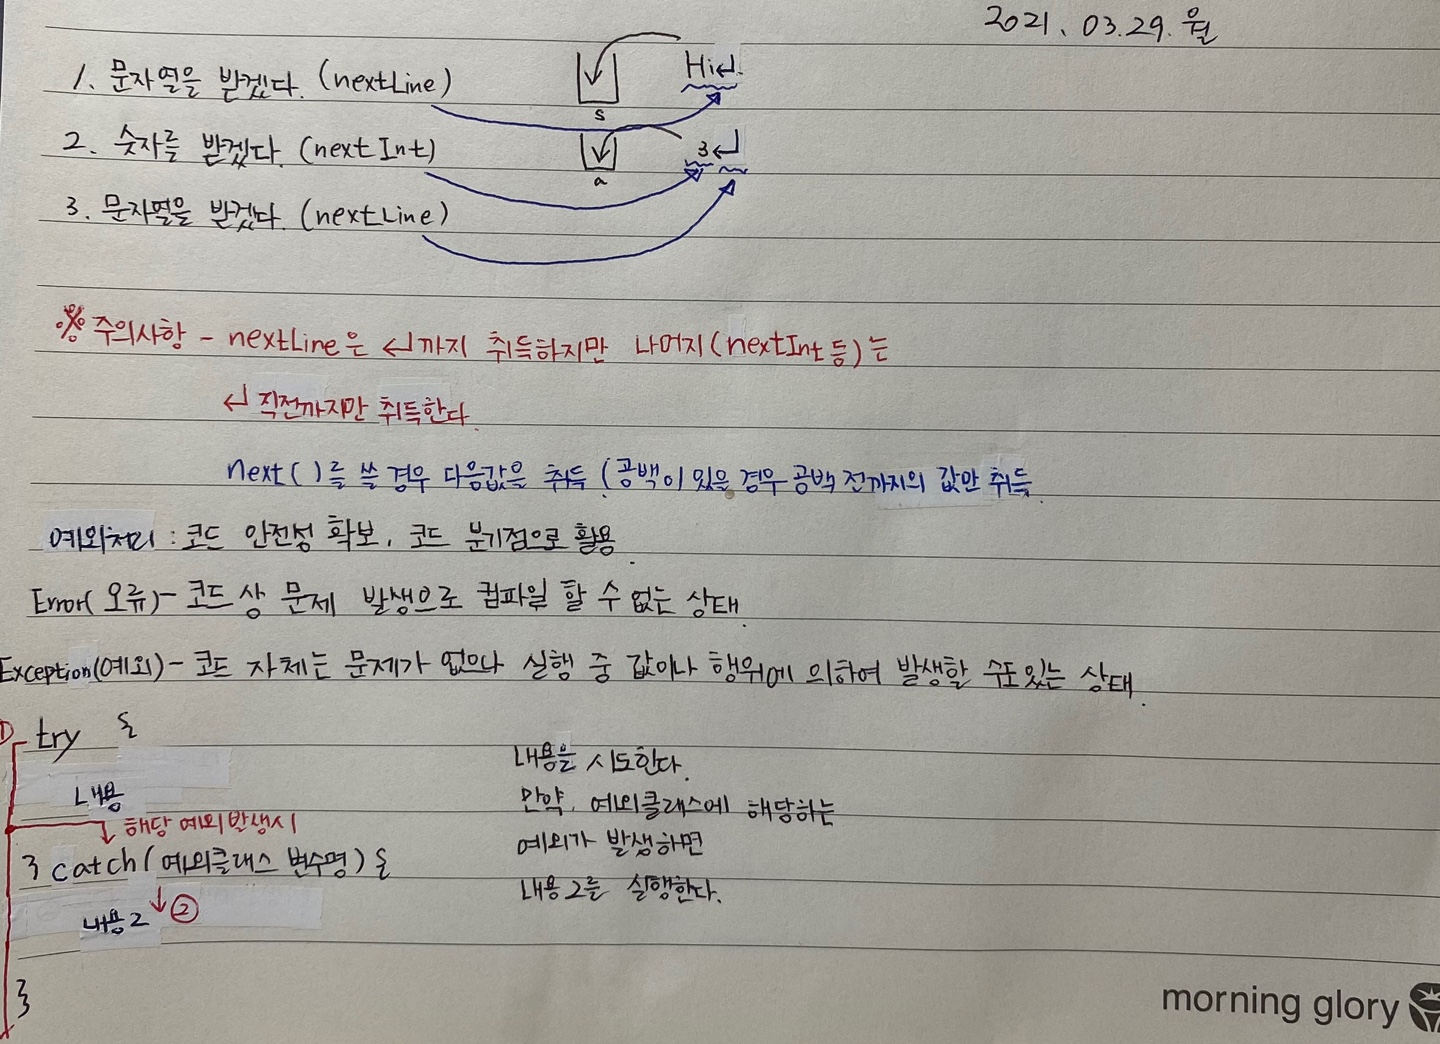 2021. 03. 29. 월
1. 문자열을 받겠다. (nextLine) Hi↵
s
2. 숫자를 받겠다. (nextInt) 3↵
a
3. 문자열을 받겠다. (nextLine)
※ 주의사항 - nextLine은 ↵까지 취득하지만 나머지(nextInt 등)는
↵ 직전까지만 취득한다.
next( )를 쓸 경우 다음값을 취득 (공백이 있을 경우 공백 전까지의 값만 취득
예외처리 : 코드 안전성 확보, 코드 분기점으로 활용
Error(오류) - 코드 상 문제 발생으로 컴파일 할 수 없는 상태.
Exception(예외) - 코드 자체는 문제가 없으나 실행 중 값이나 행위에 의하여 발생할 수도 있는 상태.
① try {
내용
↓ 해당 예외 발생시
} catch (예외클래스 변수명) {
내용2 ↓ ②
}
내용을 시도한다.
만약, 예외클래스에 해당하는
예외가 발생하면
내용2를 실행한다.
morning glory